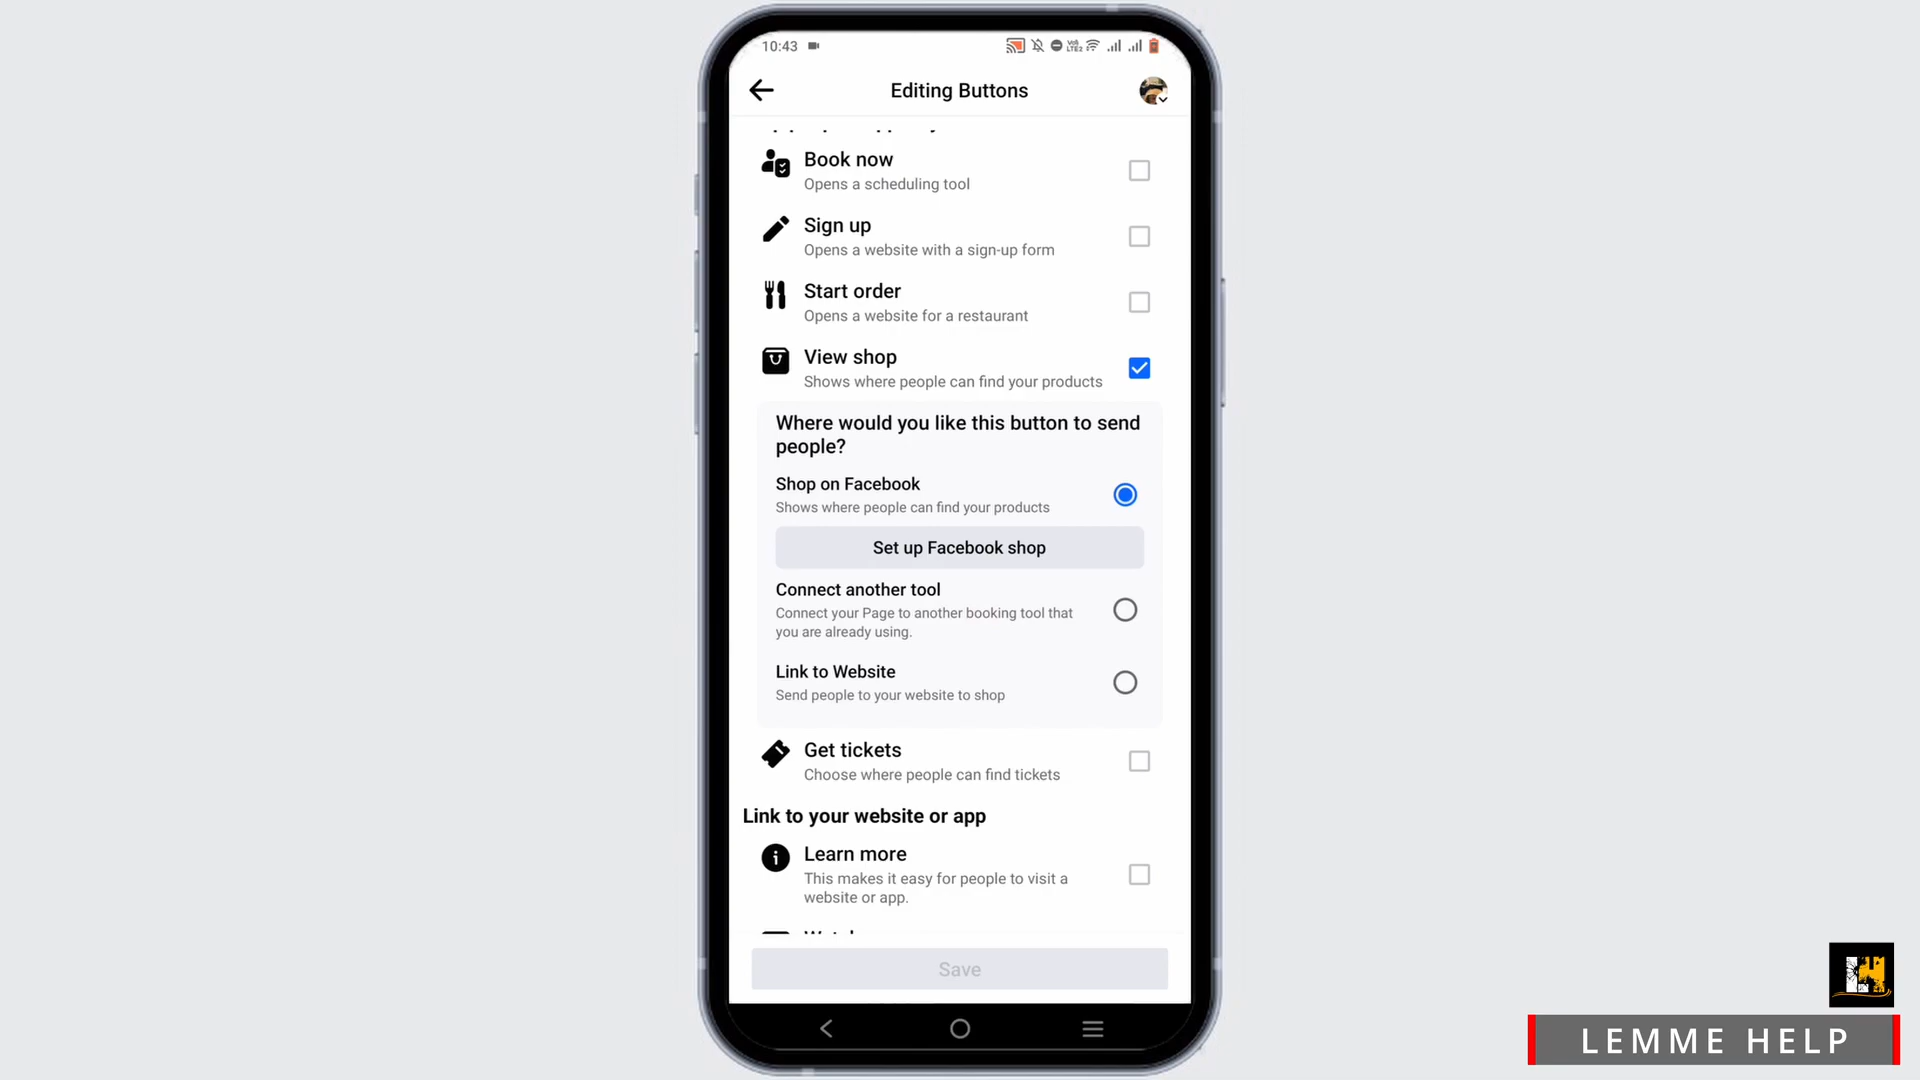 10:43
Editing Buttons
Book now
Opens a scheduling tool
Sign up
Opens a website with a sign-up form
Start order
Opens a website for a restaurant
View shop
Shows where people can find your products
Where would you like this button to send
people?
Shop on Facebook
Shows where people can find your products
Set up Facebook shop
Connect another tool
Connect your Page to another booking tool that
you are already using.
Link to Website
Send people to your website to shop
Get tickets
Choose where people can find tickets
Link to your website or app
Learn more
This makes it easy for people to visit a
website or app.
Save
LEMME HELP